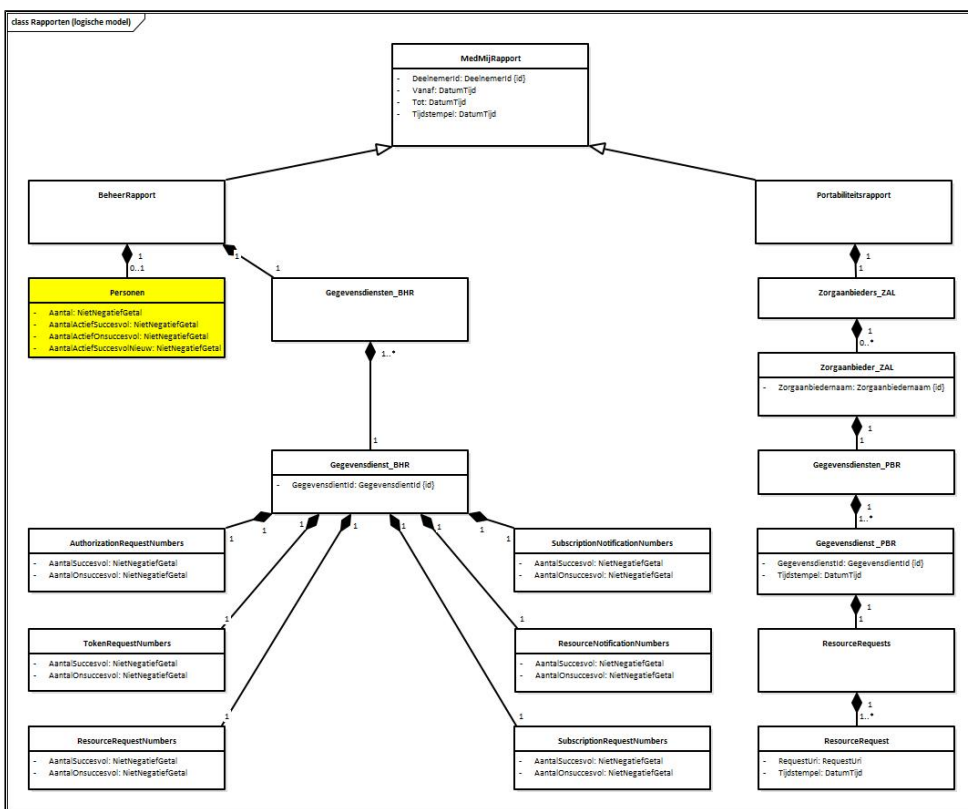 class Rapporten (logische model)
MedMijRapport
- DeelnemerId: DeelnemerId {id}
- Vanaf: DatumTijd
- Tot: DatumTijd
- Tijdstempel: DatumTijd
BeheerRapport
Portabiliteitsrapport
1
0..1
1
1
1
1
Personen
- Aantal: NietNegatiefGetal
- AantalActiefSuccesvol: NietNegatiefGetal
- AantalActiefOnsuccesvol: NietNegatiefGetal
- AantalActiefSuccesvolNieuw: NietNegatiefGetal
Gegevensdiensten_BHR
Zorgaanbieders_ZAL
1
0..*
1..*
1
Zorgaanbieder_ZAL
- Zorgaanbiedernaam: Zorgaanbiedernaam {id}
1
1
Gegevensdienst_BHR
- GegevensdientId: GegevensdientId {id}
Gegevensdiensten_PBR
1
1..*
1
1
1
1
1
1
1
1
AuthorizationRequestNumbers
- AantalSuccesvol: NietNegatiefGetal
- AantalOnsuccesvol: NietNegatiefGetal
SubscriptionNotificationNumbers
- AantalSuccesvol: NietNegatiefGetal
- AantalOnsuccesvol: NietNegatiefGetal
Gegevensdienst _PBR
- GegevensdienstId: GegevensdientId {id}
- Tijdstempel: DatumTijd
1
1
1
1
TokenRequestNumbers
- AantalSuccesvol: NietNegatiefGetal
- AantalOnsuccesvol: NietNegatiefGetal
ResourceNotificationNumbers
- AantalSuccesvol: NietNegatiefGetal
- AantalOnsuccesvol: NietNegatiefGetal
ResourceRequests
1
1..*
1
1
ResourceRequestNumbers
- AantalSuccesvol: NietNegatiefGetal
- AantalOnsuccesvol: NietNegatiefGetal
SubscriptionRequestNumbers
- AantalSuccesvol: NietNegatiefGetal
- AantalOnsuccesvol: NietNegatiefGetal
ResourceRequest
- RequestUri: RequestUri
- Tijdstempel: DatumTijd